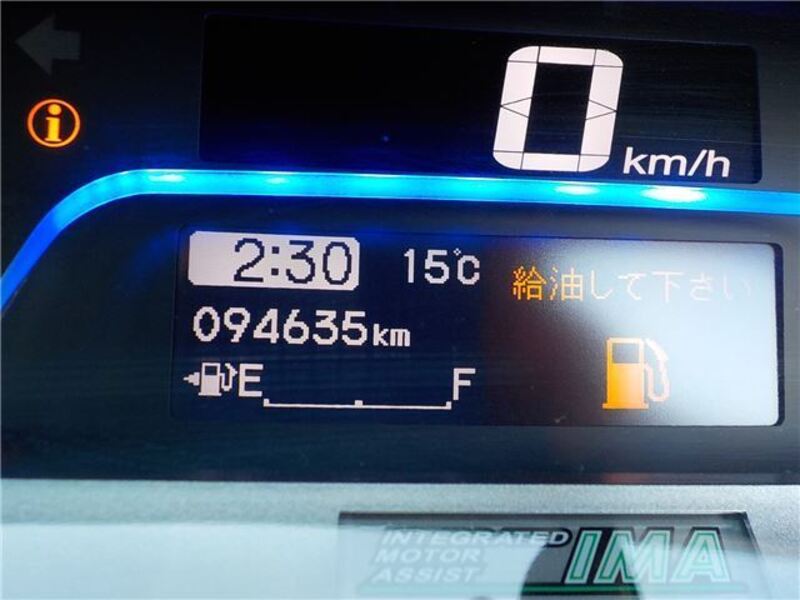 0 km/h
i
2:30 15℃ 給油して下さい
094635km
E F
INTEGRATED
MOTOR
ASSIST
IMA